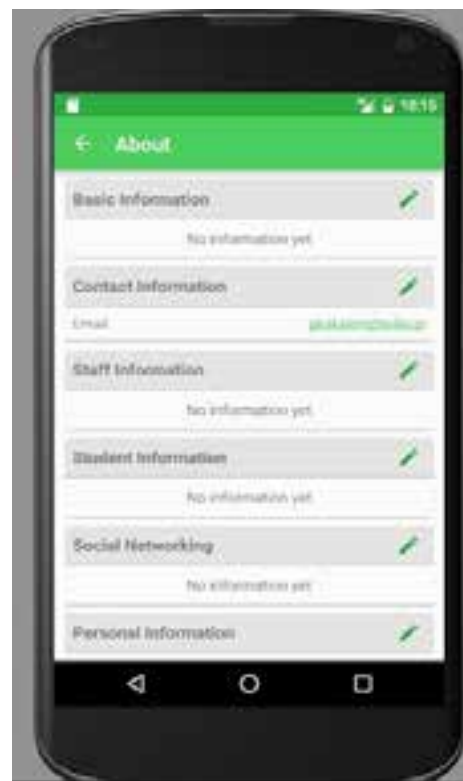 10:15
About
Basic Information
No information yet
Contact Information
Email
Staff Information
No information yet
Student Information
No information yet
Social Networking
No information yet
Personal Information